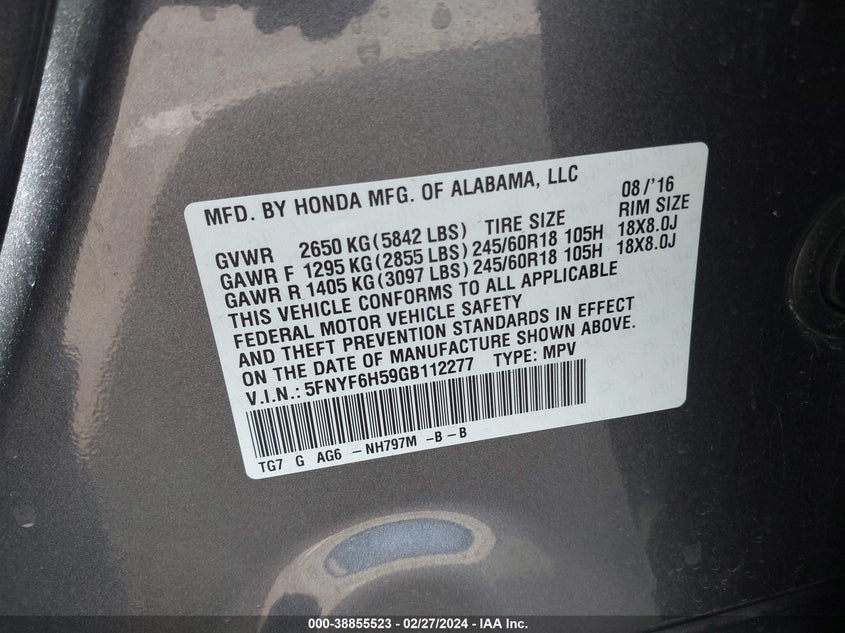 MFD. BY HONDA MFG. OF ALABAMA, LLC 08/'16
GVWR 2650 KG(5842 LBS) TIRE SIZE RIM SIZE
GAWR F 1295 KG(2855 LBS)245/60R18 105H 18X8.0J
GAWR R 1405 KG(3097 LBS)245/60R18 105H 18X8.0J
THIS VEHICLE CONFORMS TO ALL APPLICABLE
FEDERAL MOTOR VEHICLE SAFETY
AND THEFT PREVENTION STANDARDS IN EFFECT
ON THE DATE OF MANUFACTURE SHOWN ABOVE.
V.I.N.: 5FNYF6H59GB112277 TYPE: MPV
TG7 G AG6 -NH797M -B-B
000-38855523 - 02/27/2024 - IAA Inc.